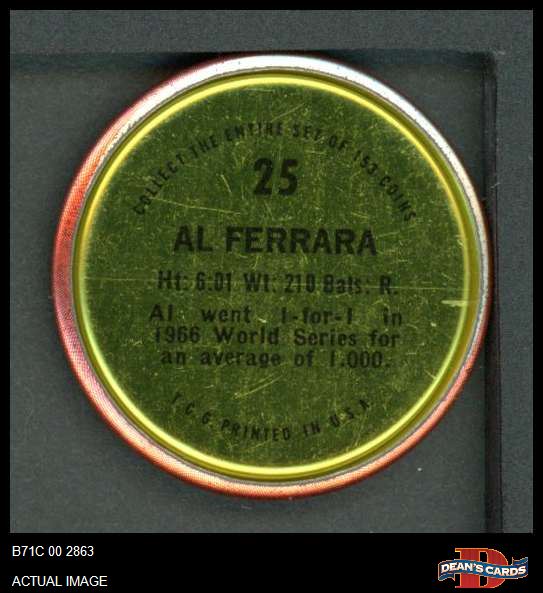 COLLECT THE ENTIRE SET OF 153 COINS
25
AL FERRARA
Ht: 6:01 Wt: 210 Bats: R.
Al went 1-for-1 in
1966 World Series for
an average of 1.000.
T.C.G. PRINTED IN U.S.A.
B71C 00 2863
ACTUAL IMAGE
DEAN'S CARDS